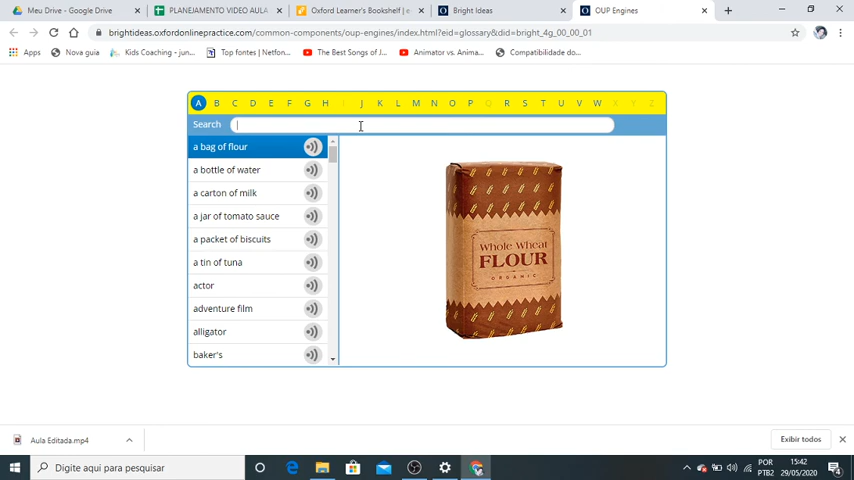 Meu Drive - Google Drive
PLANEJAMENTO VIDEO AULA
Oxford Learner's Bookshelf | e
Bright Ideas
OUP Engines
brightideas.oxfordonlinepractice.com/common-components/oup-engines/index.html?eid=glossary&did=bright_4g_00_00_01
Apps
Nova guia
Kids Coaching - jun...
Top fontes | Netfon...
The Best Songs of J...
Animator vs. Anima...
Compatibilidade do...
A B C D E F G H I J K L M N O P Q R S T U V W X Y Z
Search
a bag of flour
a bottle of water
a carton of milk
a jar of tomato sauce
a packet of biscuits
a tin of tuna
actor
adventure film
alligator
baker's
Whole Wheat
FLOUR
ORGANIC
Aula Editada.mp4
Exibir todos
Digite aqui para pesquisar
POR
PTB2
15:42
29/05/2020
4